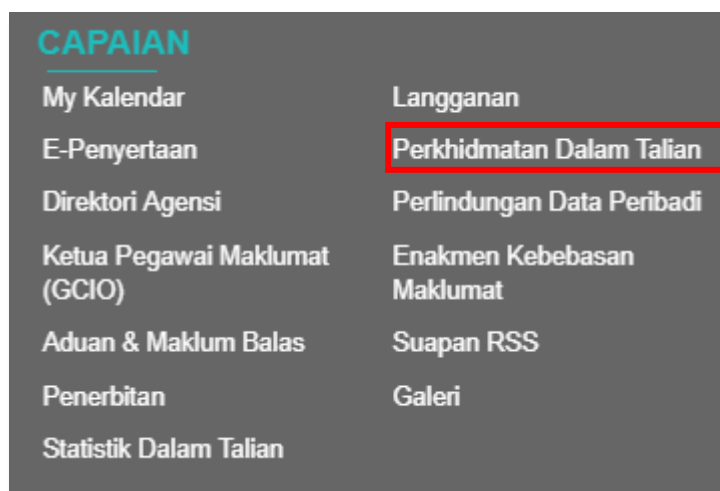 CAPAIAN
My Kalendar
E-Penyertaan
Direktori Agensi
Ketua Pegawai Maklumat
(GCIO)
Aduan & Maklum Balas
Penerbitan
Statistik Dalam Talian
Langganan
Perkhidmatan Dalam Talian
Perlindungan Data Peribadi
Enakmen Kebebasan
Maklumat
Suapan RSS
Galeri